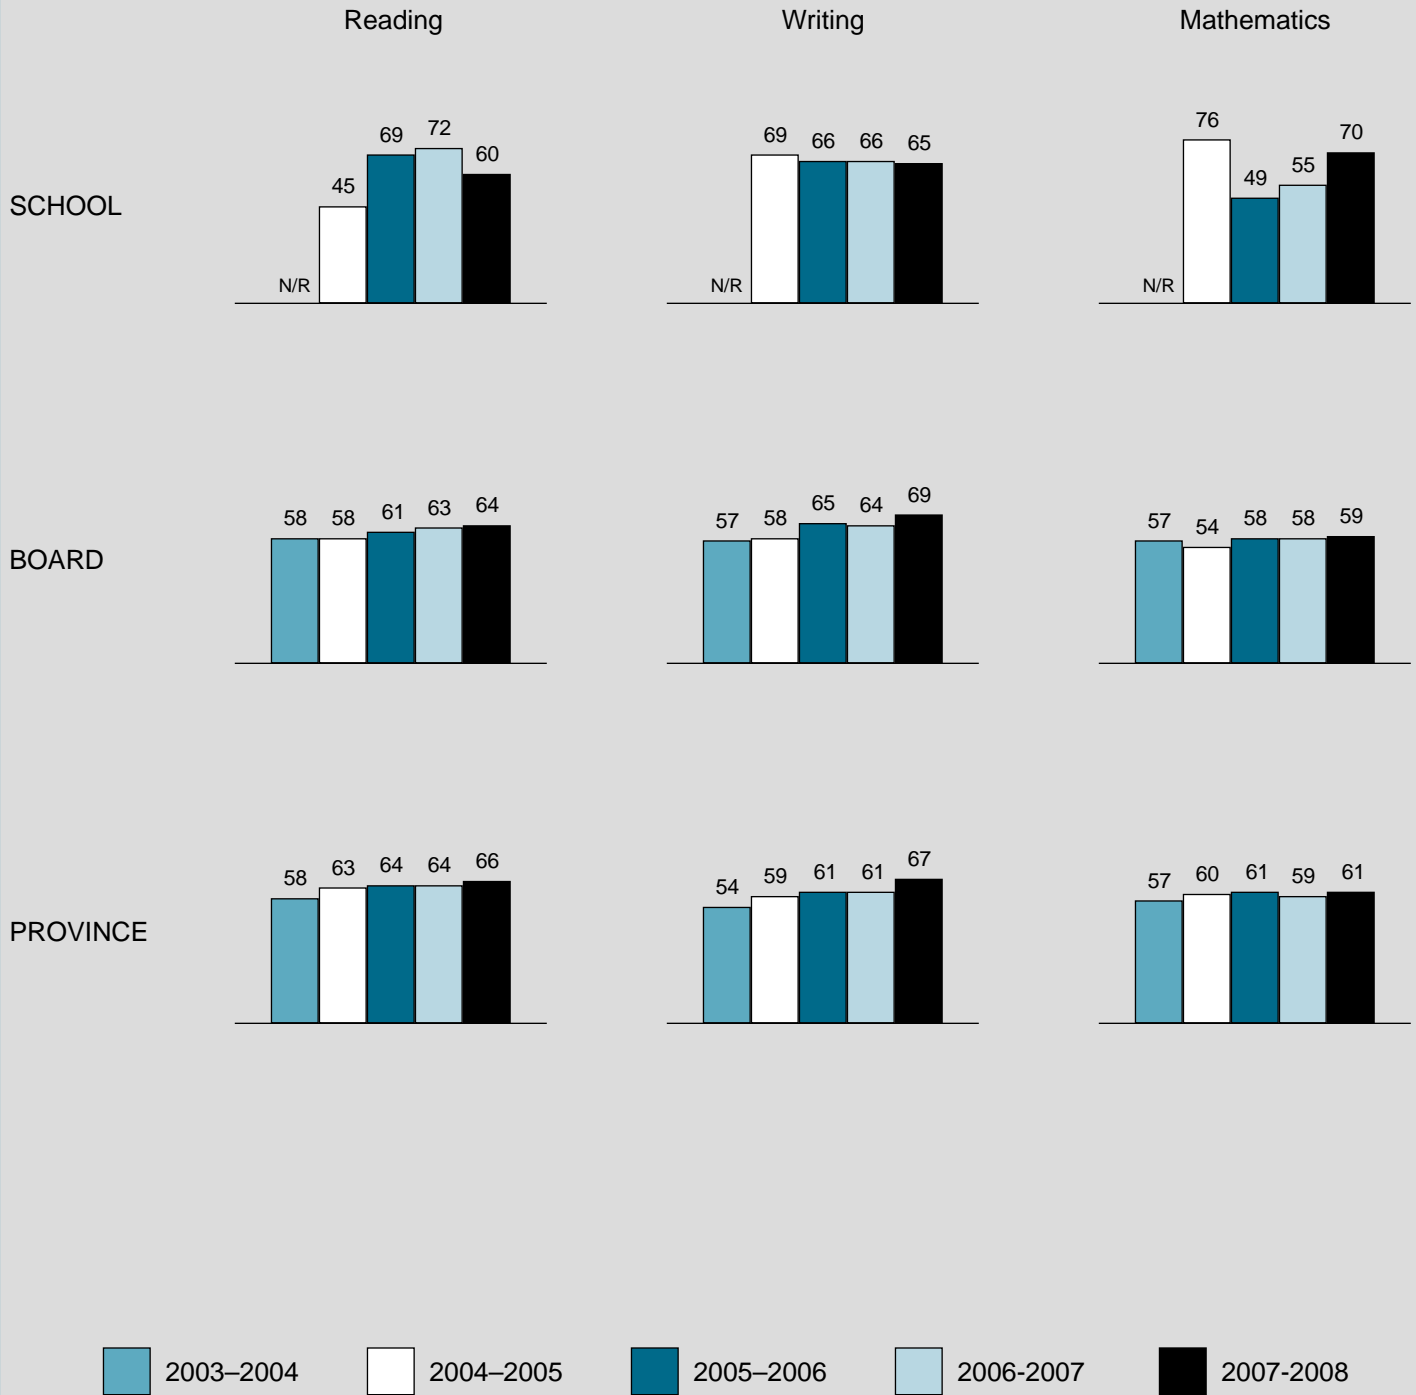 Reading Writing Mathematics
SCHOOL
N/R 45 69 72 60
N/R 69 66 66 65
N/R 76 49 55 70
BOARD
58 58 61 63 64
57 58 65 64 69
57 54 58 58 59
PROVINCE
58 63 64 64 66
54 59 61 61 67
57 60 61 59 61
2003–2004 2004–2005 2005–2006 2006-2007 2007-2008